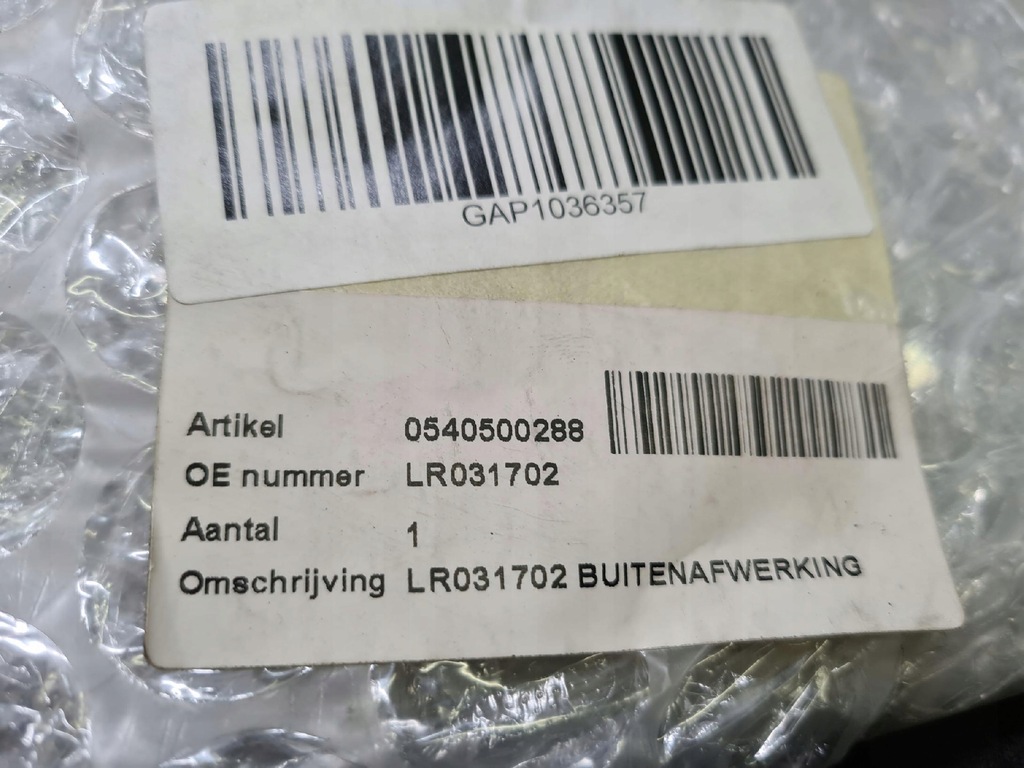 GAP1036357
Artikel 0540500288
OE nummer LR031702
Aantal 1
Omschrijving LR031702 BUITENAFWERKING